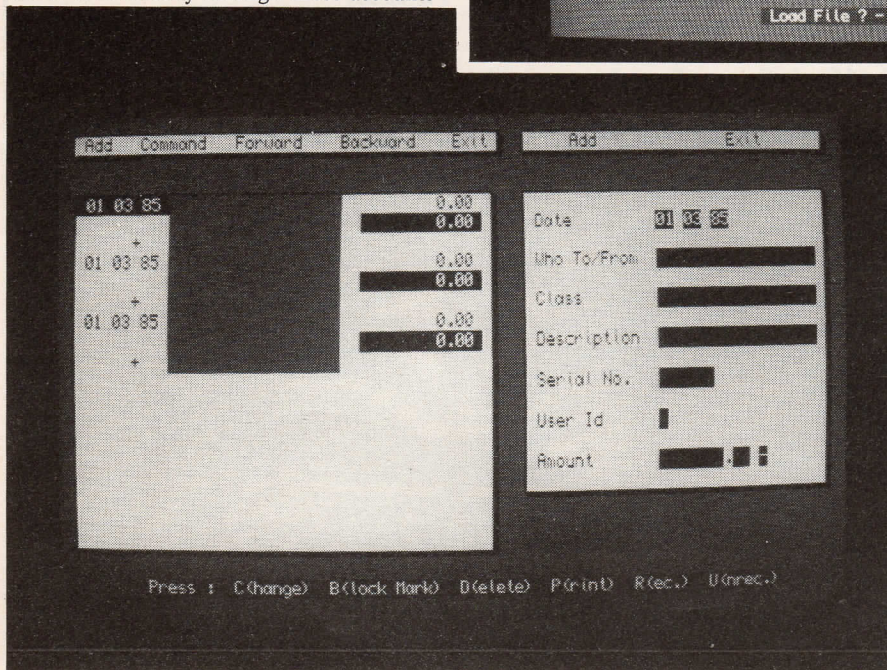 Load File ? -
Add Command Forward Backward Exit
Add Exit
01 03 85
0.00
0.00
+
01 03 85
0.00
0.00
+
01 03 85
0.00
0.00
+
Date 01 03 85
Who To/From
Class
Description
Serial No.
User Id
Amount . -
Press : C(hange) B(lock Mark) D(elete) P(rint) R(ec.) U(nrec.)